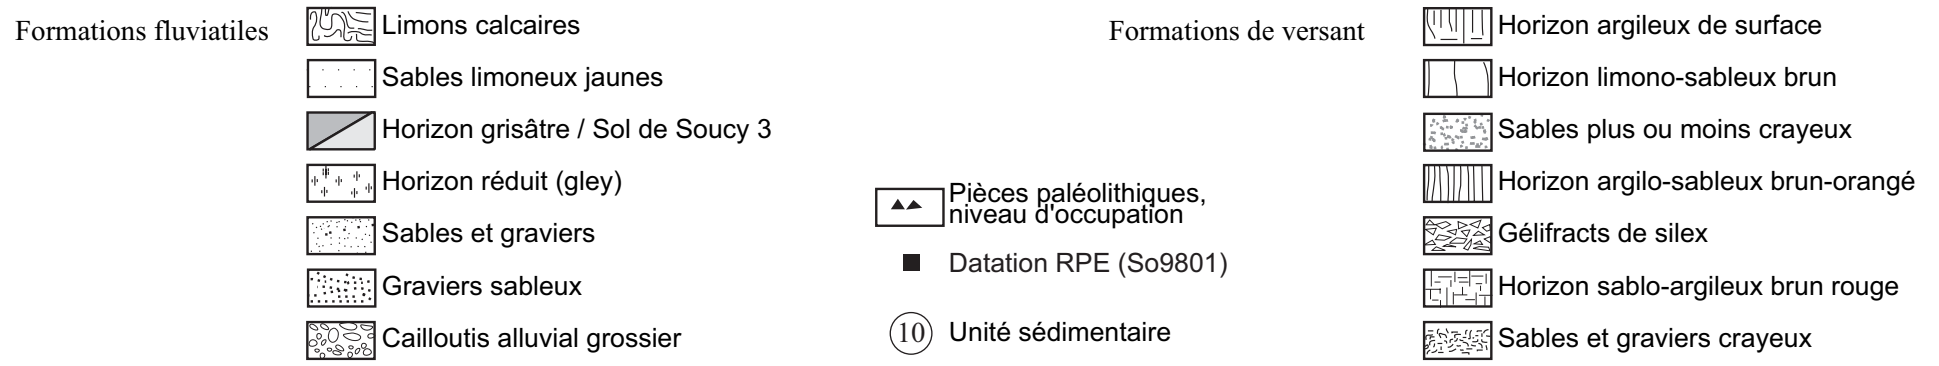 Formations fluviatiles
Limons calcaires
Sables limoneux jaunes
Horizon grisâtre / Sol de Soucy 3
Horizon réduit (gley)
Sables et graviers
Graviers sableux
Cailloutis alluvial grossier
Pièces paléolithiques,
niveau d'occupation
Datation RPE (So9801)
10 Unité sédimentaire
Formations de versant
Horizon argileux de surface
Horizon limono-sableux brun
Sables plus ou moins crayeux
Horizon argilo-sableux brun-orangé
Gélifracts de silex
Horizon sablo-argileux brun rouge
Sables et graviers crayeux